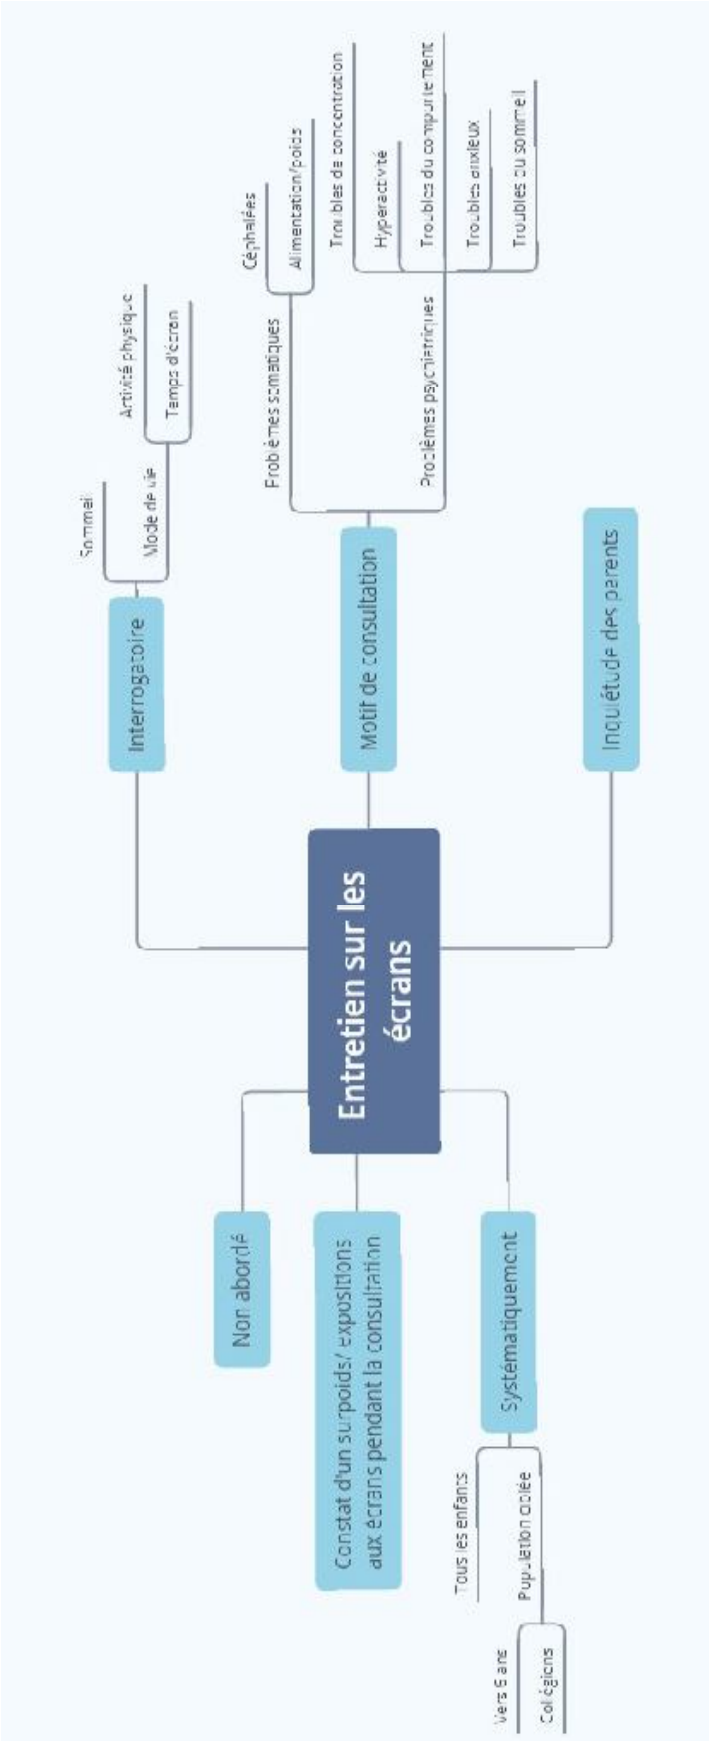 Non abordé
Constat d'un surpoids/ expositions
aux écrans pendant la consultation
Systématiquement
Tous les enfants
Population ciblée
Vers 6 ans
Collégiens
Entretien sur les
écrans
Interrogatoire
Sommeil
Mode de vie
Activité physique
Temps d'écran
Motif de consultation
Problèmes somatiques
Céphalées
Alimentation/poids
Problèmes psychiatriques
Troubles de concentration
Hyperactivité
Troubles du comportement
Troubles anxieux
Troubles du sommeil
Inquiétude des parents